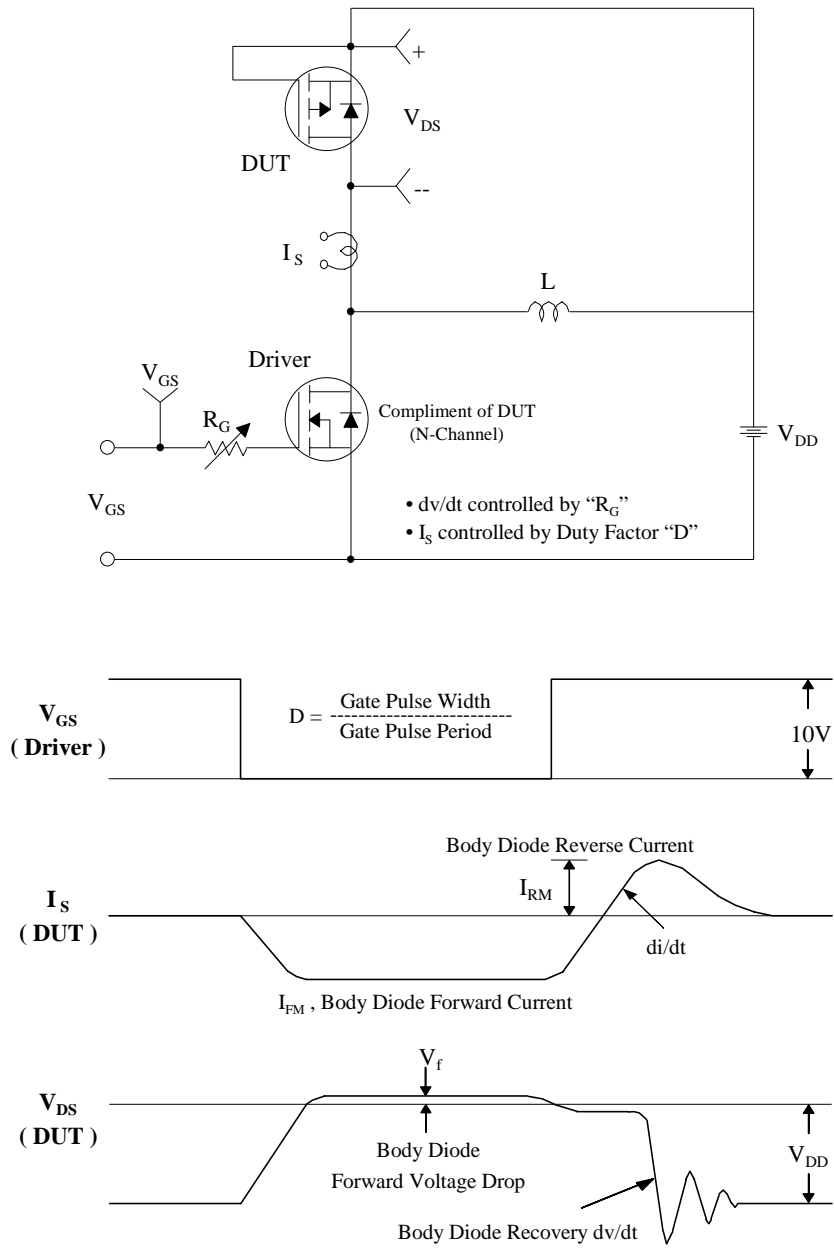 +
V_DS
DUT
--
I_S
L
Driver
V_GS
R_G
Compliment of DUT
(N-Channel)
V_DD
V_GS
• dv/dt controlled by “R_G”
• I_S controlled by Duty Factor “D”
V_GS
( Driver )
D = Gate Pulse Width
--------------------------
Gate Pulse Period
10V
Body Diode Reverse Current
I_S
( DUT )
I_RM
di/dt
I_FM , Body Diode Forward Current
V_f
V_DS
( DUT )
Body Diode
Forward Voltage Drop
V_DD
Body Diode Recovery dv/dt